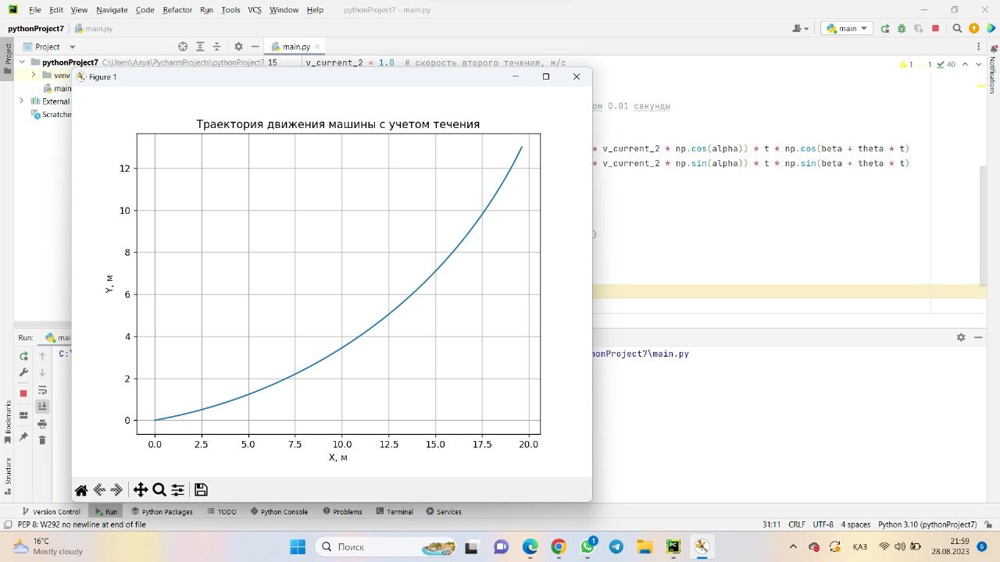 File Edit View Navigate Code Refactor Run Tools VCS Window Help pythonProject7 - main.py
pythonProject7 main.py main
Project main.py
Project
pythonProject7 C:\Users\Алуа\PycharmProjects\pythonProject7 15 v_current_2 = 1.0 # скорость второго течения, м/с
1 1 40
Notifications
venv
main
External
Scratche
Figure 1
ом 0.01 секунды
* v_current_2 * np.cos(alpha)) * t * np.cos(beta + theta * t)
* v_current_2 * np.sin(alpha)) * t * np.sin(beta + theta * t)
)
Траектория движения машины с учетом течения
12
10
8
6
4
2
0
Y, м
0.0 2.5 5.0 7.5 10.0 12.5 15.0 17.5 20.0
X, м
Run: mai
C:\ honProject7\main.py
Bookmarks
Structure
Version Control Run Python Packages TODO Python Console Problems Terminal Services
PEP 8: W292 no newline at end of file 31:11 CRLF UTF-8 4 spaces Python 3.10 (pythonProject7)
16°C
Mostly cloudy
Поиск
1
ҚАЗ
21:59
28.08.2023
6